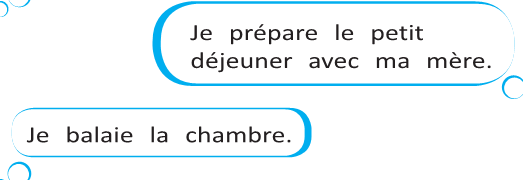 Je prépare le petit
déjeuner avec ma mère.
Je balaie la chambre.